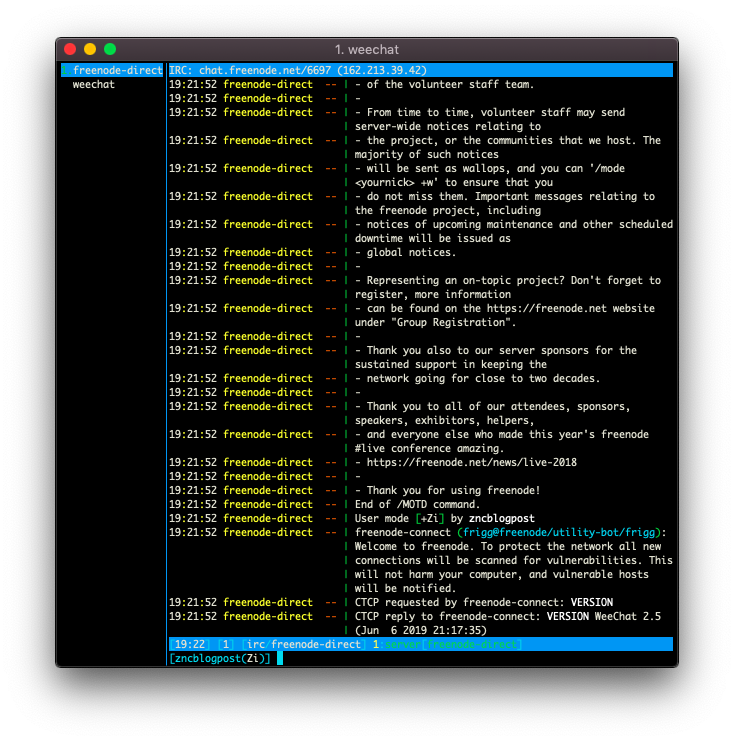 1. weechat
freenode-direct
weechat
IRC: chat.freenode.net/6697 (162.213.39.42)
19:21:52 freenode-direct -- | - of the volunteer staff team.
19:21:52 freenode-direct -- | -
19:21:52 freenode-direct -- | - From time to time, volunteer staff may send
| server-wide notices relating to
19:21:52 freenode-direct -- | - the project, or the communities that we host. The
| majority of such notices
19:21:52 freenode-direct -- | - will be sent as wallops, and you can '/mode
| <yournick> +w' to ensure that you
19:21:52 freenode-direct -- | - do not miss them. Important messages relating to
| the freenode project, including
19:21:52 freenode-direct -- | - notices of upcoming maintenance and other scheduled
| downtime will be issued as
19:21:52 freenode-direct -- | - global notices.
19:21:52 freenode-direct -- | -
19:21:52 freenode-direct -- | - Representing an on-topic project? Don't forget to
| register, more information
19:21:52 freenode-direct -- | - can be found on the https://freenode.net website
| under "Group Registration".
19:21:52 freenode-direct -- | -
19:21:52 freenode-direct -- | - Thank you also to our server sponsors for the
| sustained support in keeping the
19:21:52 freenode-direct -- | - network going for close to two decades.
19:21:52 freenode-direct -- | -
19:21:52 freenode-direct -- | - Thank you to all of our attendees, sponsors,
| speakers, exhibitors, helpers,
19:21:52 freenode-direct -- | - and everyone else who made this year's freenode
| #live conference amazing.
19:21:52 freenode-direct -- | - https://freenode.net/news/live-2018
19:21:52 freenode-direct -- | -
19:21:52 freenode-direct -- | - Thank you for using freenode!
19:21:52 freenode-direct -- | End of /MOTD command.
19:21:52 freenode-direct -- | User mode [+Zi] by zncblogpost
19:21:52 freenode-direct -- | freenode-connect (frigg@freenode/utility-bot/frigg):
| Welcome to freenode. To protect the network all new
| connections will be scanned for vulnerabilities. This
| will not harm your computer, and vulnerable hosts
| will be notified.
19:21:52 freenode-direct -- | CTCP requested by freenode-connect: VERSION
19:21:52 freenode-direct -- | CTCP reply to freenode-connect: VERSION WeeChat 2.5
| (Jun  6 2019 21:17:35)
[19:22] [1] [irc/freenode-direct] 1:server[freenode-direct]
[zncblogpost(Zi)]